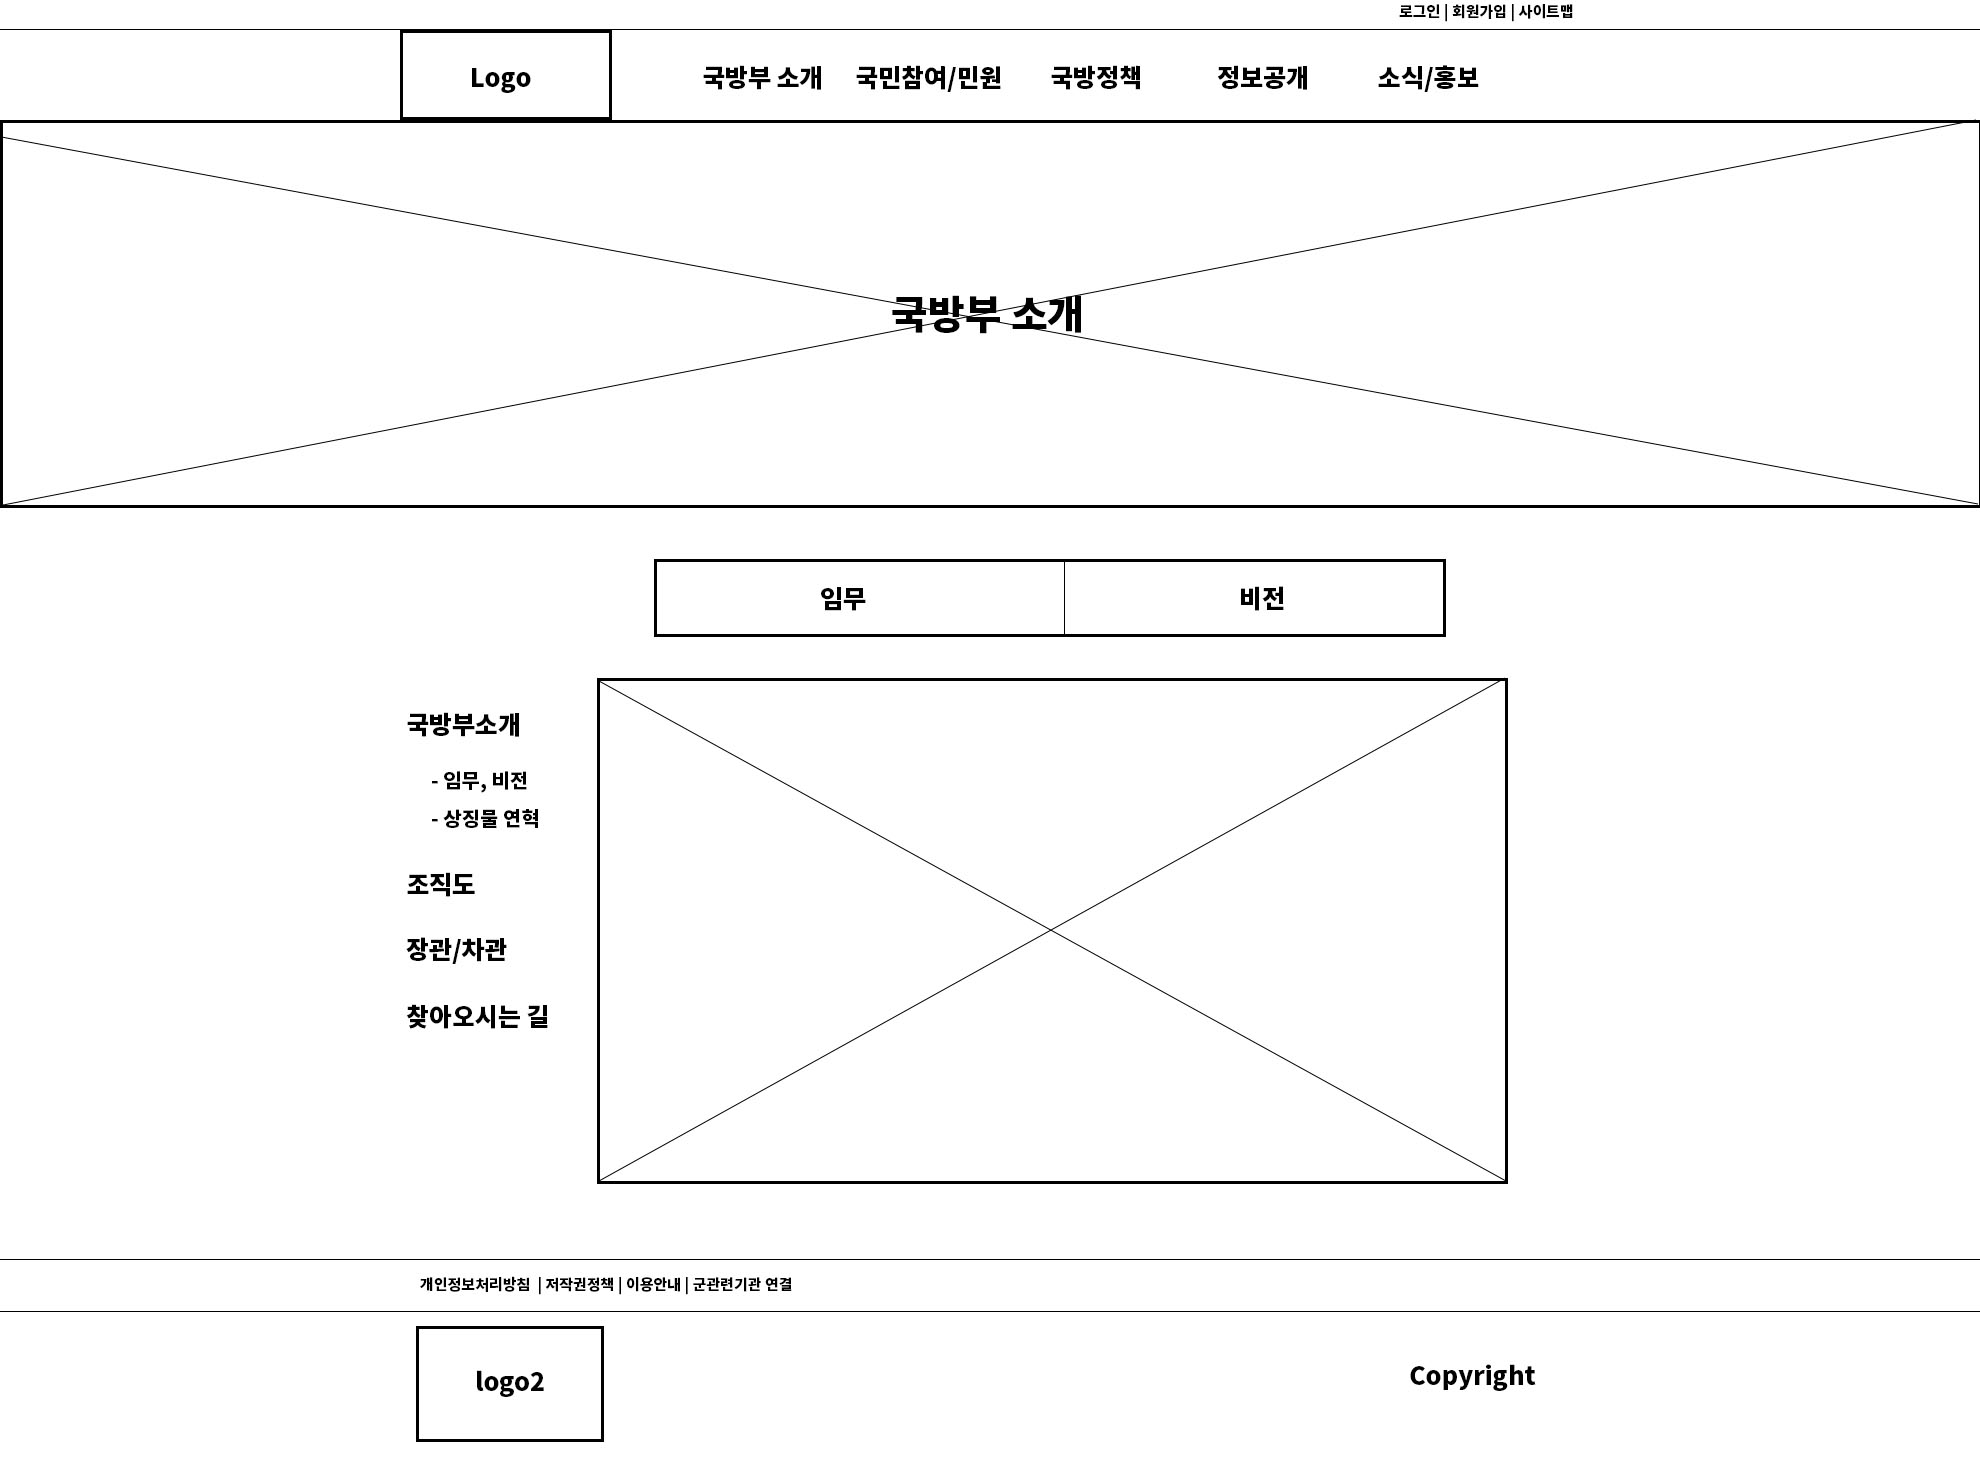 로그인 | 회원가입 | 사이트맵
Logo
국방부 소개 국민참여/민원 국방정책 정보공개 소식/홍보
국방부 소개
임무 비전
국방부소개
- 임무, 비전
- 상징물 연혁
조직도
장관/차관
찾아오시는 길
개인정보처리방침 | 저작권정책 | 이용안내 | 군관련기관 연결
logo2
Copyright